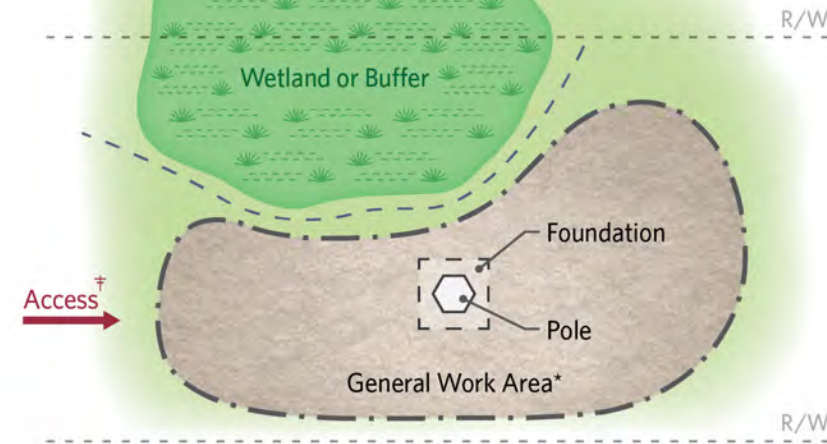 R/W
Wetland or Buffer
Foundation
Access‡
Pole
General Work Area*
R/W